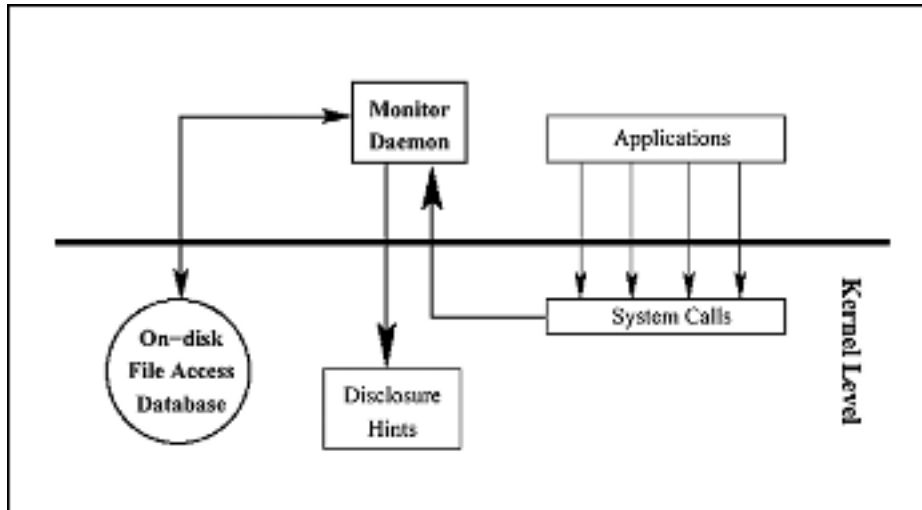 Monitor
Daemon
Applications
System Calls
On-disk
File Access
Database
Disclosure
Hints
Kernel Level